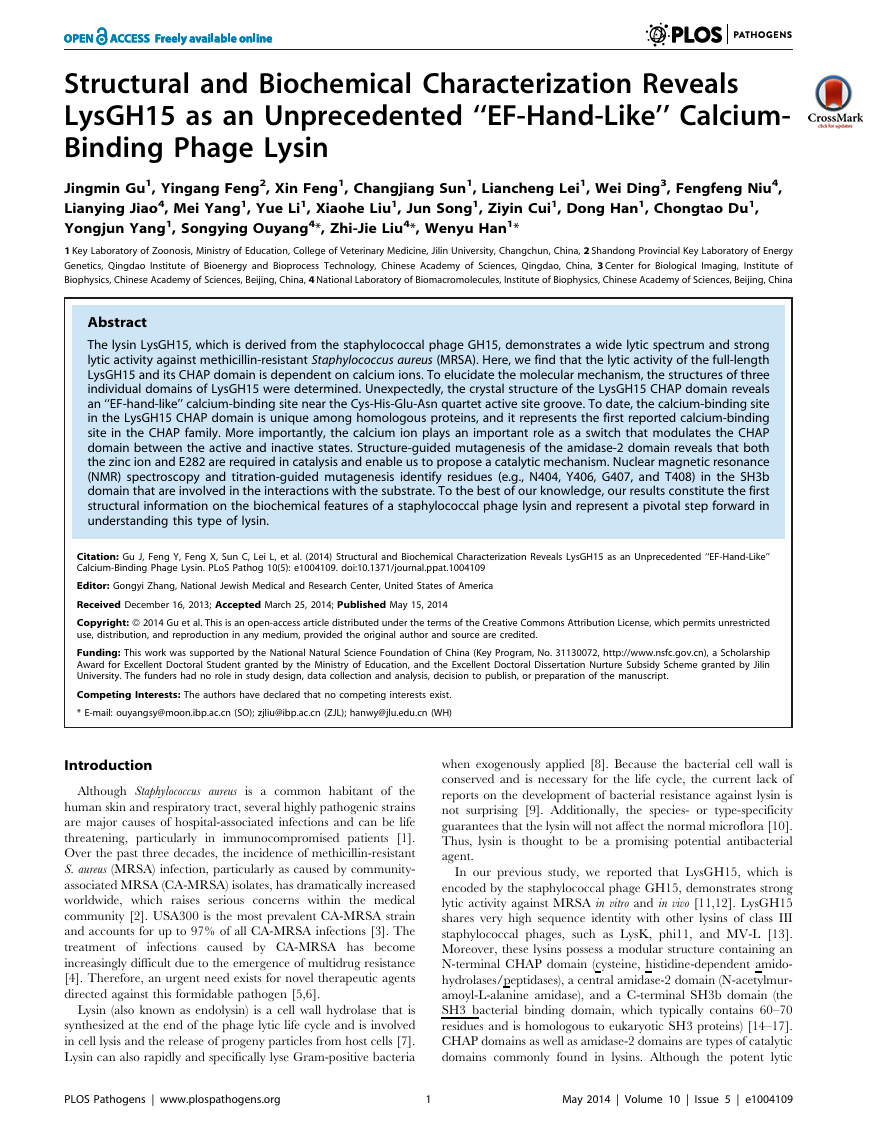 OPEN ACCESS Freely available online
PLOS | PATHOGENS
Structural and Biochemical Characterization Reveals
LysGH15 as an Unprecedented ‘‘EF-Hand-Like’’ Calcium-
Binding Phage Lysin
CrossMark
click for updates
Jingmin Gu1, Yingang Feng2, Xin Feng1, Changjiang Sun1, Liancheng Lei1, Wei Ding3, Fengfeng Niu4,
Lianying Jiao4, Mei Yang1, Yue Li1, Xiaohe Liu1, Jun Song1, Ziyin Cui1, Dong Han1, Chongtao Du1,
Yongjun Yang1, Songying Ouyang4*, Zhi-Jie Liu4*, Wenyu Han1*
1 Key Laboratory of Zoonosis, Ministry of Education, College of Veterinary Medicine, Jilin University, Changchun, China, 2 Shandong Provincial Key Laboratory of Energy
Genetics, Qingdao Institute of Bioenergy and Bioprocess Technology, Chinese Academy of Sciences, Qingdao, China, 3 Center for Biological Imaging, Institute of
Biophysics, Chinese Academy of Sciences, Beijing, China, 4 National Laboratory of Biomacromolecules, Institute of Biophysics, Chinese Academy of Sciences, Beijing, China
Abstract
The lysin LysGH15, which is derived from the staphylococcal phage GH15, demonstrates a wide lytic spectrum and strong
lytic activity against methicillin-resistant Staphylococcus aureus (MRSA). Here, we find that the lytic activity of the full-length
LysGH15 and its CHAP domain is dependent on calcium ions. To elucidate the molecular mechanism, the structures of three
individual domains of LysGH15 were determined. Unexpectedly, the crystal structure of the LysGH15 CHAP domain reveals
an ‘‘EF-hand-like’’ calcium-binding site near the Cys-His-Glu-Asn quartet active site groove. To date, the calcium-binding site
in the LysGH15 CHAP domain is unique among homologous proteins, and it represents the first reported calcium-binding
site in the CHAP family. More importantly, the calcium ion plays an important role as a switch that modulates the CHAP
domain between the active and inactive states. Structure-guided mutagenesis of the amidase-2 domain reveals that both
the zinc ion and E282 are required in catalysis and enable us to propose a catalytic mechanism. Nuclear magnetic resonance
(NMR) spectroscopy and titration-guided mutagenesis identify residues (e.g., N404, Y406, G407, and T408) in the SH3b
domain that are involved in the interactions with the substrate. To the best of our knowledge, our results constitute the first
structural information on the biochemical features of a staphylococcal phage lysin and represent a pivotal step forward in
understanding this type of lysin.
Citation: Gu J, Feng Y, Feng X, Sun C, Lei L, et al. (2014) Structural and Biochemical Characterization Reveals LysGH15 as an Unprecedented ‘‘EF-Hand-Like’’
Calcium-Binding Phage Lysin. PLoS Pathog 10(5): e1004109. doi:10.1371/journal.ppat.1004109
Editor: Gongyi Zhang, National Jewish Medical and Research Center, United States of America
Received December 16, 2013; Accepted March 25, 2014; Published May 15, 2014
Copyright: © 2014 Gu et al. This is an open-access article distributed under the terms of the Creative Commons Attribution License, which permits unrestricted
use, distribution, and reproduction in any medium, provided the original author and source are credited.
Funding: This work was supported by the National Natural Science Foundation of China (Key Program, No. 31130072, http://www.nsfc.gov.cn), a Scholarship
Award for Excellent Doctoral Student granted by the Ministry of Education, and the Excellent Doctoral Dissertation Nurture Subsidy Scheme granted by Jilin
University. The funders had no role in study design, data collection and analysis, decision to publish, or preparation of the manuscript.
Competing Interests: The authors have declared that no competing interests exist.
* E-mail: ouyangsy@moon.ibp.ac.cn (SO); zjliu@ibp.ac.cn (ZJL); hanwy@jlu.edu.cn (WH)
Introduction
Although Staphylococcus aureus is a common habitant of the
human skin and respiratory tract, several highly pathogenic strains
are major causes of hospital-associated infections and can be life
threatening, particularly in immunocompromised patients [1].
Over the past three decades, the incidence of methicillin-resistant
S. aureus (MRSA) infection, particularly as caused by community-
associated MRSA (CA-MRSA) isolates, has dramatically increased
worldwide, which raises serious concerns within the medical
community [2]. USA300 is the most prevalent CA-MRSA strain
and accounts for up to 97% of all CA-MRSA infections [3]. The
treatment of infections caused by CA-MRSA has become
increasingly difficult due to the emergence of multidrug resistance
[4]. Therefore, an urgent need exists for novel therapeutic agents
directed against this formidable pathogen [5,6].
Lysin (also known as endolysin) is a cell wall hydrolase that is
synthesized at the end of the phage lytic life cycle and is involved
in cell lysis and the release of progeny particles from host cells [7].
Lysin can also rapidly and specifically lyse Gram-positive bacteria
when exogenously applied [8]. Because the bacterial cell wall is
conserved and is necessary for the life cycle, the current lack of
reports on the development of bacterial resistance against lysin is
not surprising [9]. Additionally, the species- or type-specificity
guarantees that the lysin will not affect the normal microflora [10].
Thus, lysin is thought to be a promising potential antibacterial
agent.
In our previous study, we reported that LysGH15, which is
encoded by the staphylococcal phage GH15, demonstrates strong
lytic activity against MRSA in vitro and in vivo [11,12]. LysGH15
shares very high sequence identity with other lysins of class III
staphylococcal phages, such as LysK, phi11, and MV-L [13].
Moreover, these lysins possess a modular structure containing an
N-terminal CHAP domain (cysteine, histidine-dependent amido-
hydrolases/peptidases), a central amidase-2 domain (N-acetylmur-
amoyl-L-alanine amidase), and a C-terminal SH3b domain (the
SH3 bacterial binding domain, which typically contains 60–70
residues and is homologous to eukaryotic SH3 proteins) [14–17].
CHAP domains as well as amidase-2 domains are types of catalytic
domains commonly found in lysins. Although the potent lytic
PLOS Pathogens | www.plospathogens.org
1
May 2014 | Volume 10 | Issue 5 | e1004109